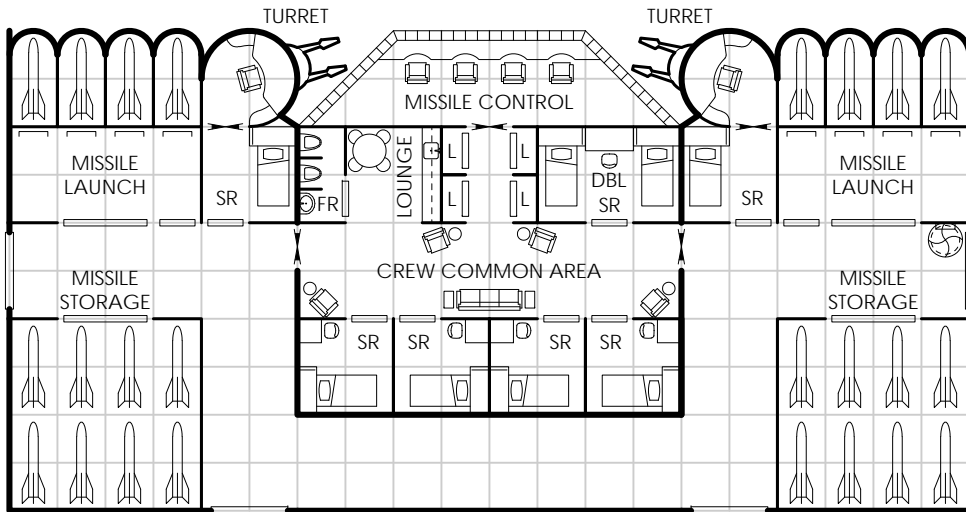 TURRET
TURRET
MISSILE CONTROL
MISSILE
LAUNCH
SR
FR
LOUNGE
L
L
L
L
DBL
SR
SR
MISSILE
LAUNCH
CREW COMMON AREA
MISSILE
STORAGE
MISSILE
STORAGE
SR
SR
SR
SR